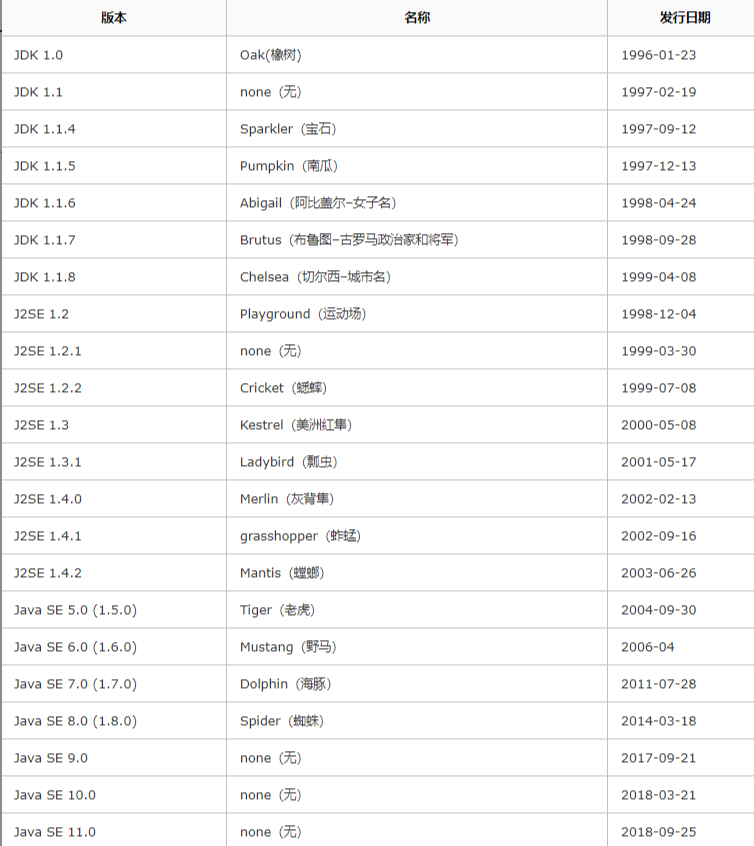 版本 名称 发行日期
JDK 1.0 Oak(橡树) 1996-01-23
JDK 1.1 none（无） 1997-02-19
JDK 1.1.4 Sparkler（宝石） 1997-09-12
JDK 1.1.5 Pumpkin（南瓜） 1997-12-13
JDK 1.1.6 Abigail（阿比盖尔–女子名） 1998-04-24
JDK 1.1.7 Brutus（布鲁图–古罗马政治家和将军） 1998-09-28
JDK 1.1.8 Chelsea（切尔西–城市名） 1999-04-08
J2SE 1.2 Playground（运动场） 1998-12-04
J2SE 1.2.1 none（无） 1999-03-30
J2SE 1.2.2 Cricket（蟋蟀） 1999-07-08
J2SE 1.3 Kestrel（美洲红隼） 2000-05-08
J2SE 1.3.1 Ladybird（瓢虫） 2001-05-17
J2SE 1.4.0 Merlin（灰背隼） 2002-02-13
J2SE 1.4.1 grasshopper（蚱蜢） 2002-09-16
J2SE 1.4.2 Mantis（螳螂） 2003-06-26
Java SE 5.0 (1.5.0) Tiger（老虎） 2004-09-30
Java SE 6.0 (1.6.0) Mustang（野马） 2006-04
Java SE 7.0 (1.7.0) Dolphin（海豚） 2011-07-28
Java SE 8.0 (1.8.0) Spider（蜘蛛） 2014-03-18
Java SE 9.0 none（无） 2017-09-21
Java SE 10.0 none（无） 2018-03-21
Java SE 11.0 none（无） 2018-09-25